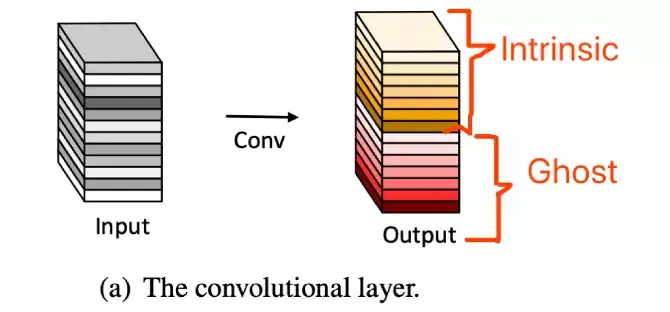 Intrinsic
Conv
Ghost
Input
Output
(a) The convolutional layer.